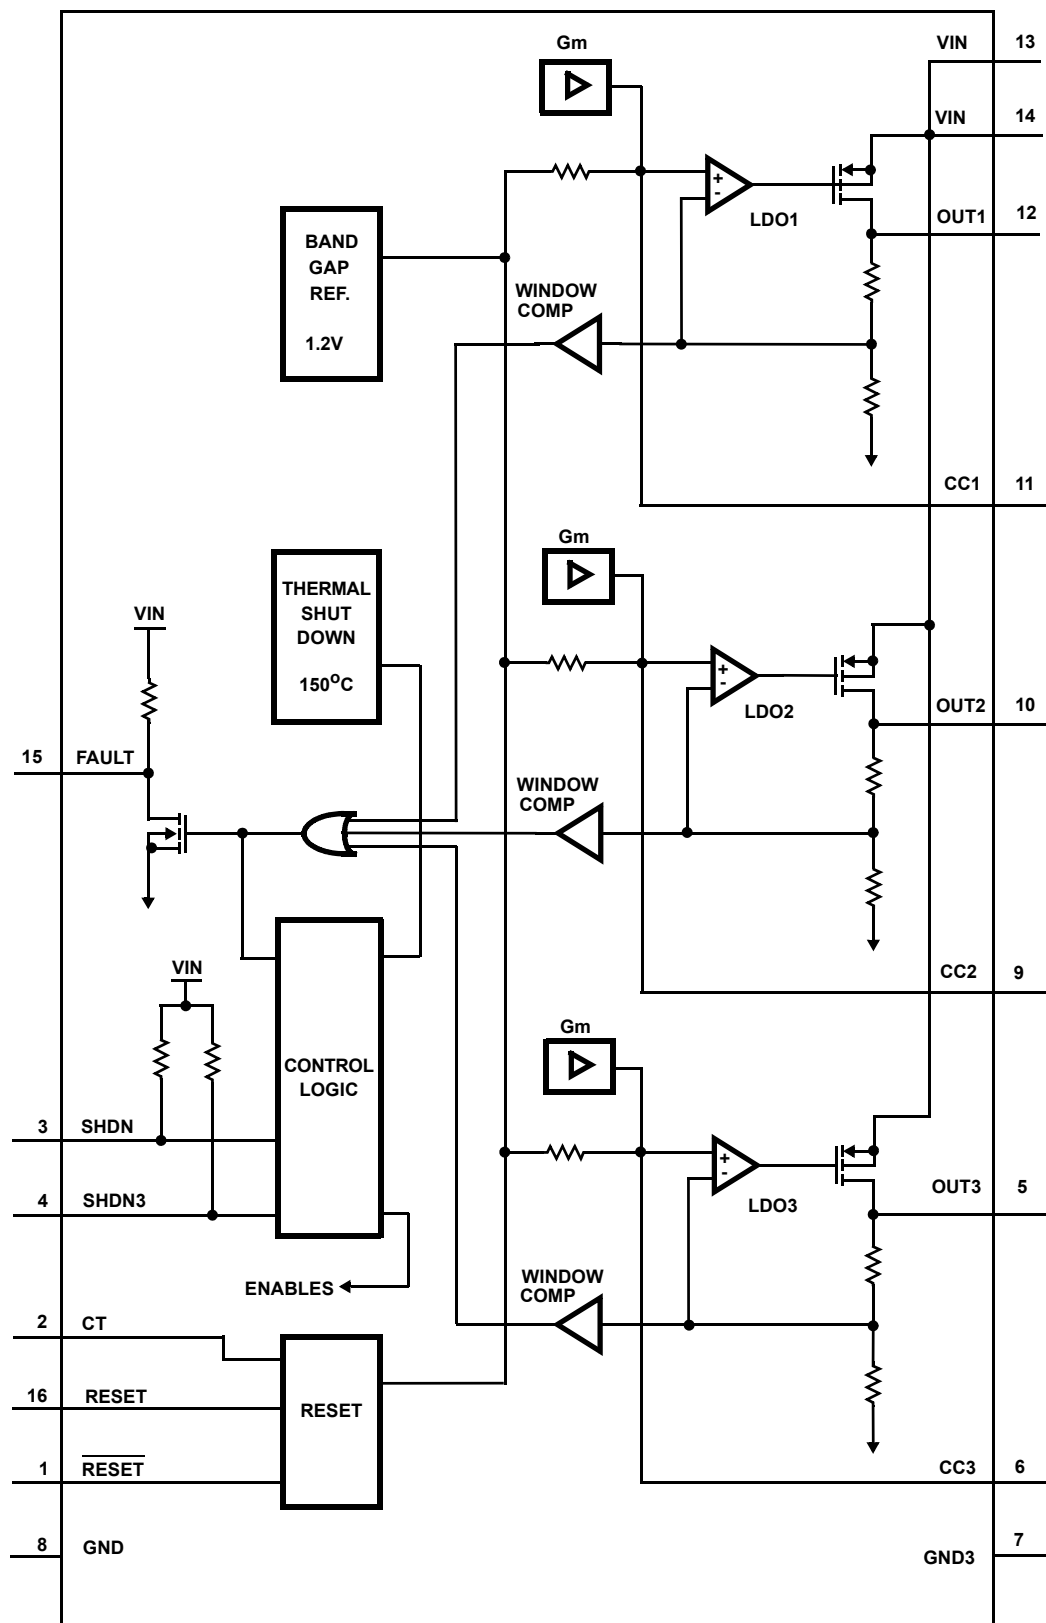 Gm
VIN 13
VIN 14
LDO1
OUT1 12
BAND
GAP
REF.
1.2V
WINDOW
COMP
+
-
CC1 11
Gm
THERMAL
SHUT
DOWN
150°C
VIN
+
-
LDO2
OUT2 10
15 FAULT
WINDOW
COMP
VIN
CC2 9
Gm
CONTROL
LOGIC
3 SHDN
+
-
LDO3
OUT3 5
4 SHDN3
ENABLES
WINDOW
COMP
2 CT
16 RESET
RESET
1 RESET
CC3 6
8 GND
GND3 7